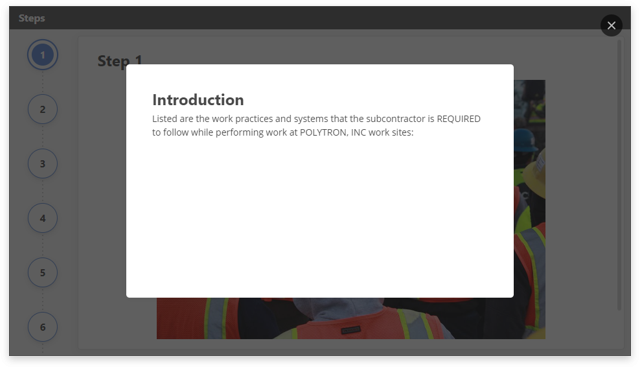 Steps
1
Step 1
Introduction
Listed are the work practices and systems that the subcontractor is REQUIRED
to follow while performing work at POLYTRON, INC work sites:
2
3
4
5
6